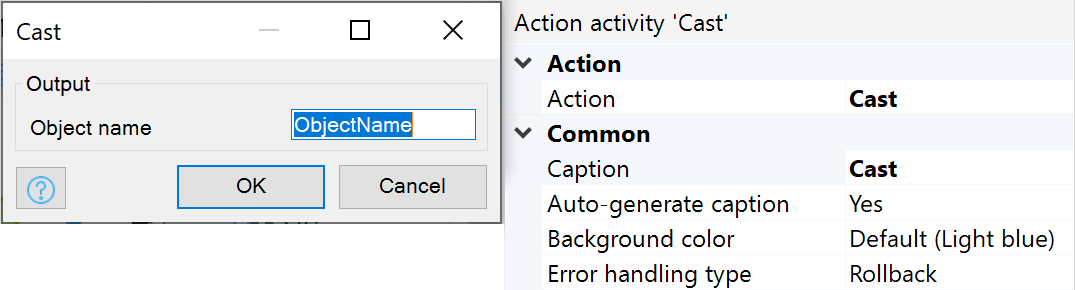 Cast
Output
Object name
ObjectName
?
OK
Cancel
Action activity 'Cast'
Action
Action Cast
Common
Caption Cast
Auto-generate caption Yes
Background color Default (Light blue)
Error handling type Rollback